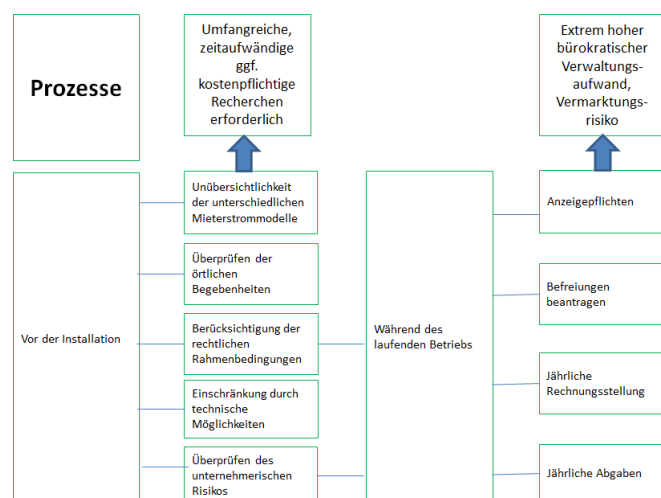 Prozesse
Umfangreiche,
zeitaufwändige
ggf.
kostenpflichtige
Recherchen
erforderlich
Extrem hoher
bürokratischer
Verwaltungs-
aufwand,
Vermarktungs-
risiko
Vor der Installation
Unübersichtlichkeit
der unterschiedlichen
Mieterstrommodelle
Überprüfen der
örtlichen
Begebenheiten
Berücksichtigung der
rechtlichen
Rahmenbedingungen
Einschränkung durch
technische
Möglichkeiten
Überprüfen des
unternehmerischen
Risikos
Während des
laufenden Betriebs
Anzeigepflichten
Befreiungen
beantragen
Jährliche
Rechnungsstellung
Jährliche Abgaben